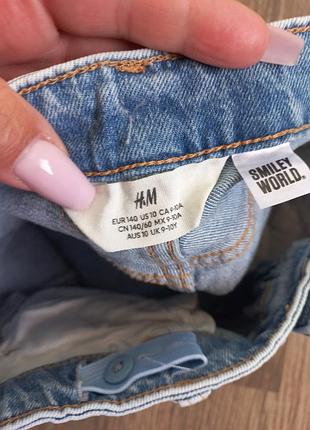 H&M
EUR 140 US 10 CA 9-10A
CN 140/60 MX 9-10A
AUS 10 UK 9-10Y
SMILEY
WORLD.